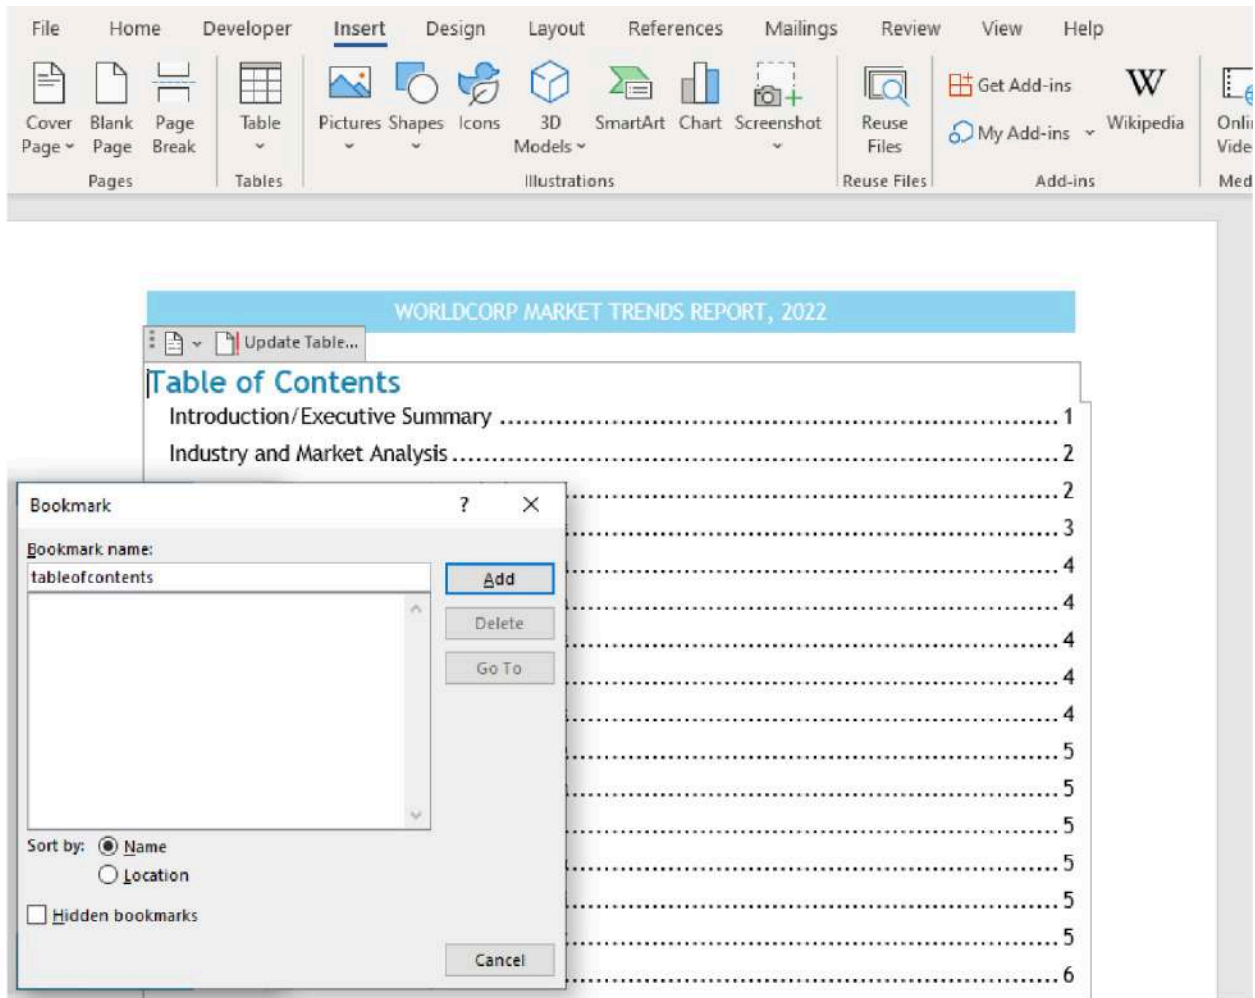 File Home Developer Insert Design Layout References Mailings Review View Help
Cover Page
Blank Page
Page Break
Table
Pictures
Shapes
Icons
3D Models
SmartArt
Chart
Screenshot
Reuse Files
Get Add-ins
My Add-ins
Wikipedia
Pages Tables Illustrations Reuse Files Add-ins
WORLDCORP MARKET TRENDS REPORT, 2022
Update Table...
Table of Contents
Introduction/Executive Summary 1
Industry and Market Analysis 2
2
3
4
4
4
4
4
5
5
5
5
5
5
6
Bookmark ? X
Bookmark name:
tableofcontents
Add
Delete
Go To
Sort by: Name
Location
Hidden bookmarks
Cancel